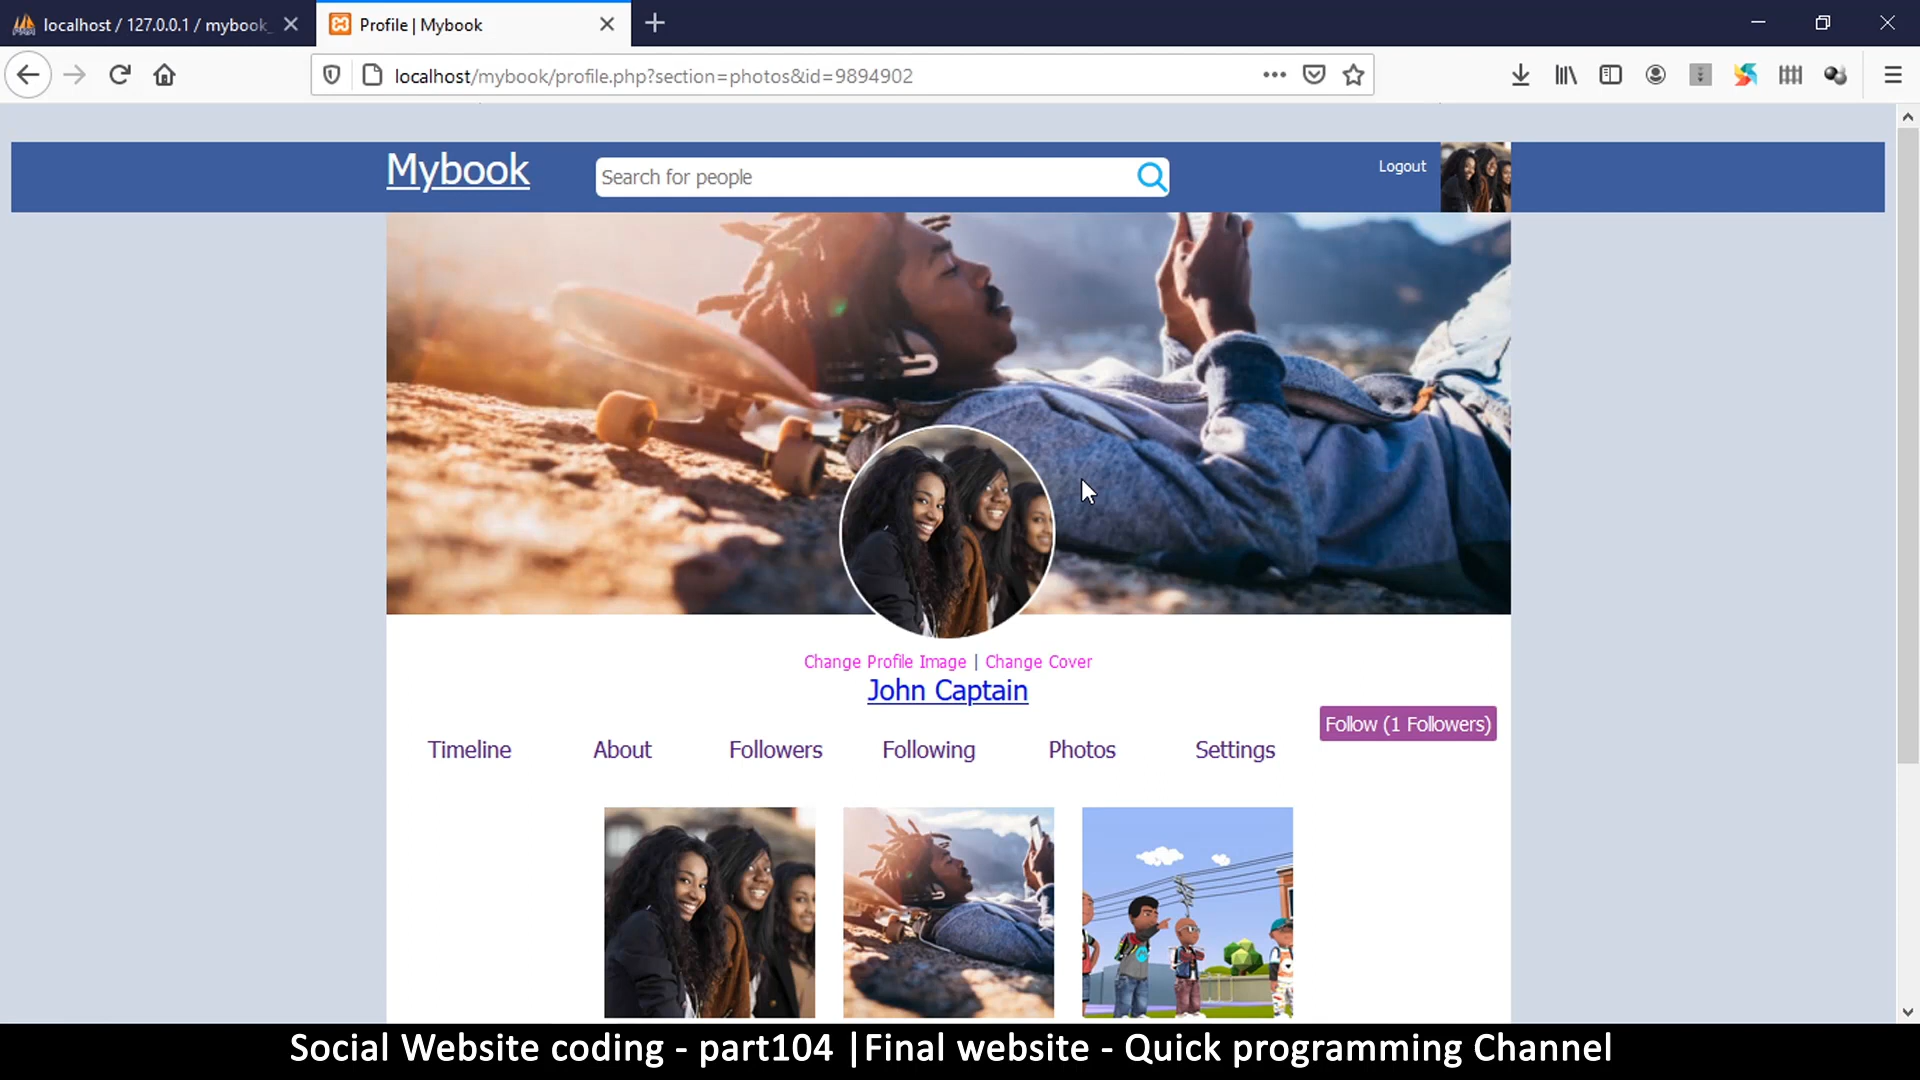 localhost / 127.0.0.1 / mybook_
Profile | Mybook
localhost/mybook/profile.php?section=photos&id=9894902
Mybook
Search for people
Logout
Change Profile Image | Change Cover
John Captain
Follow (1 Followers)
Timeline
About
Followers
Following
Photos
Settings
Social Website coding - part104 |Final website - Quick programming Channel